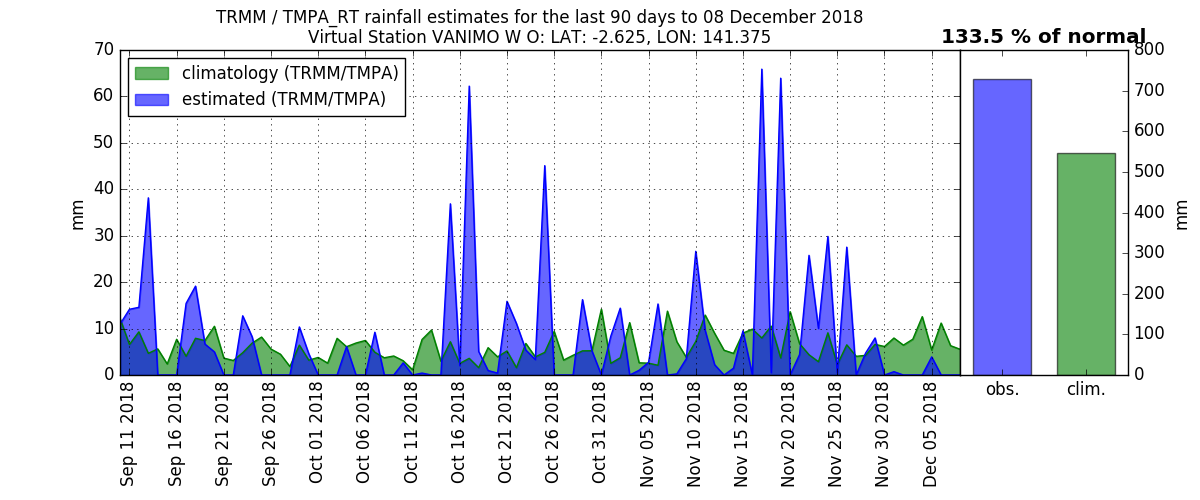 TRMM / TMPA_RT rainfall estimates for the last 90 days to 08 December 2018
Virtual Station VANIMO W O: LAT: -2.625, LON: 141.375
133.5 % of normal
climatology (TRMM/TMPA)
estimated (TRMM/TMPA)
70
60
50
40
30
20
10
0
mm
Sep 11 2018
Sep 16 2018
Sep 21 2018
Sep 26 2018
Oct 01 2018
Oct 06 2018
Oct 11 2018
Oct 16 2018
Oct 21 2018
Oct 26 2018
Oct 31 2018
Nov 05 2018
Nov 10 2018
Nov 15 2018
Nov 20 2018
Nov 25 2018
Nov 30 2018
Dec 05 2018
obs.
clim.
800
700
600
500
400
300
200
100
0
mm